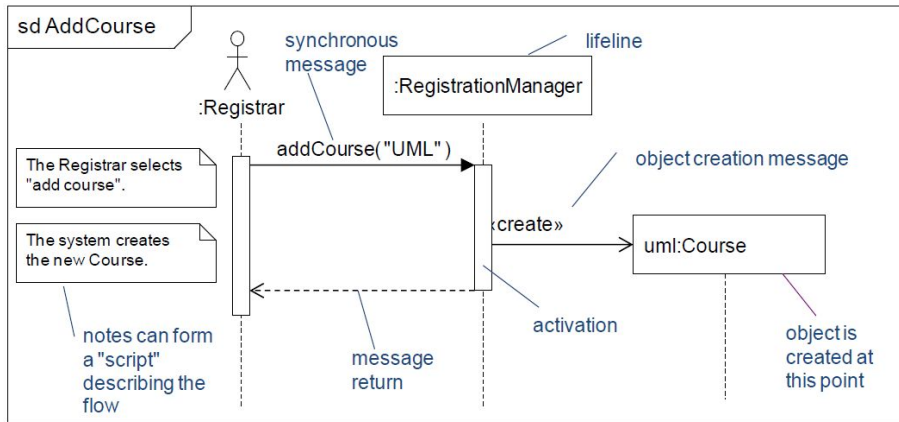 sd AddCourse
synchronous
message
lifeline
:Registrar
:RegistrationManager
The Registrar selects
"add course".
addCourse("UML")
object creation message
The system creates
the new Course.
«create»
uml:Course
notes can form
a "script"
describing the
flow
message
return
activation
object is
created at
this point